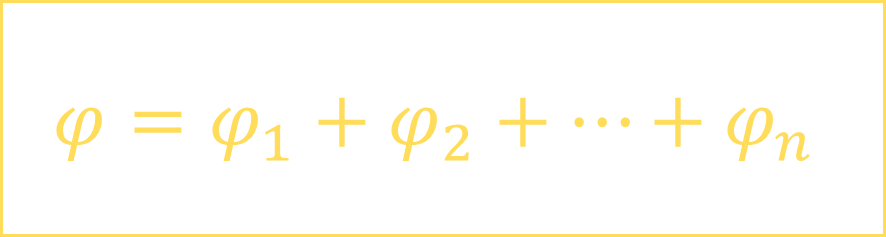 φ = φ₁ + φ₂ + ⋯ + φₙ